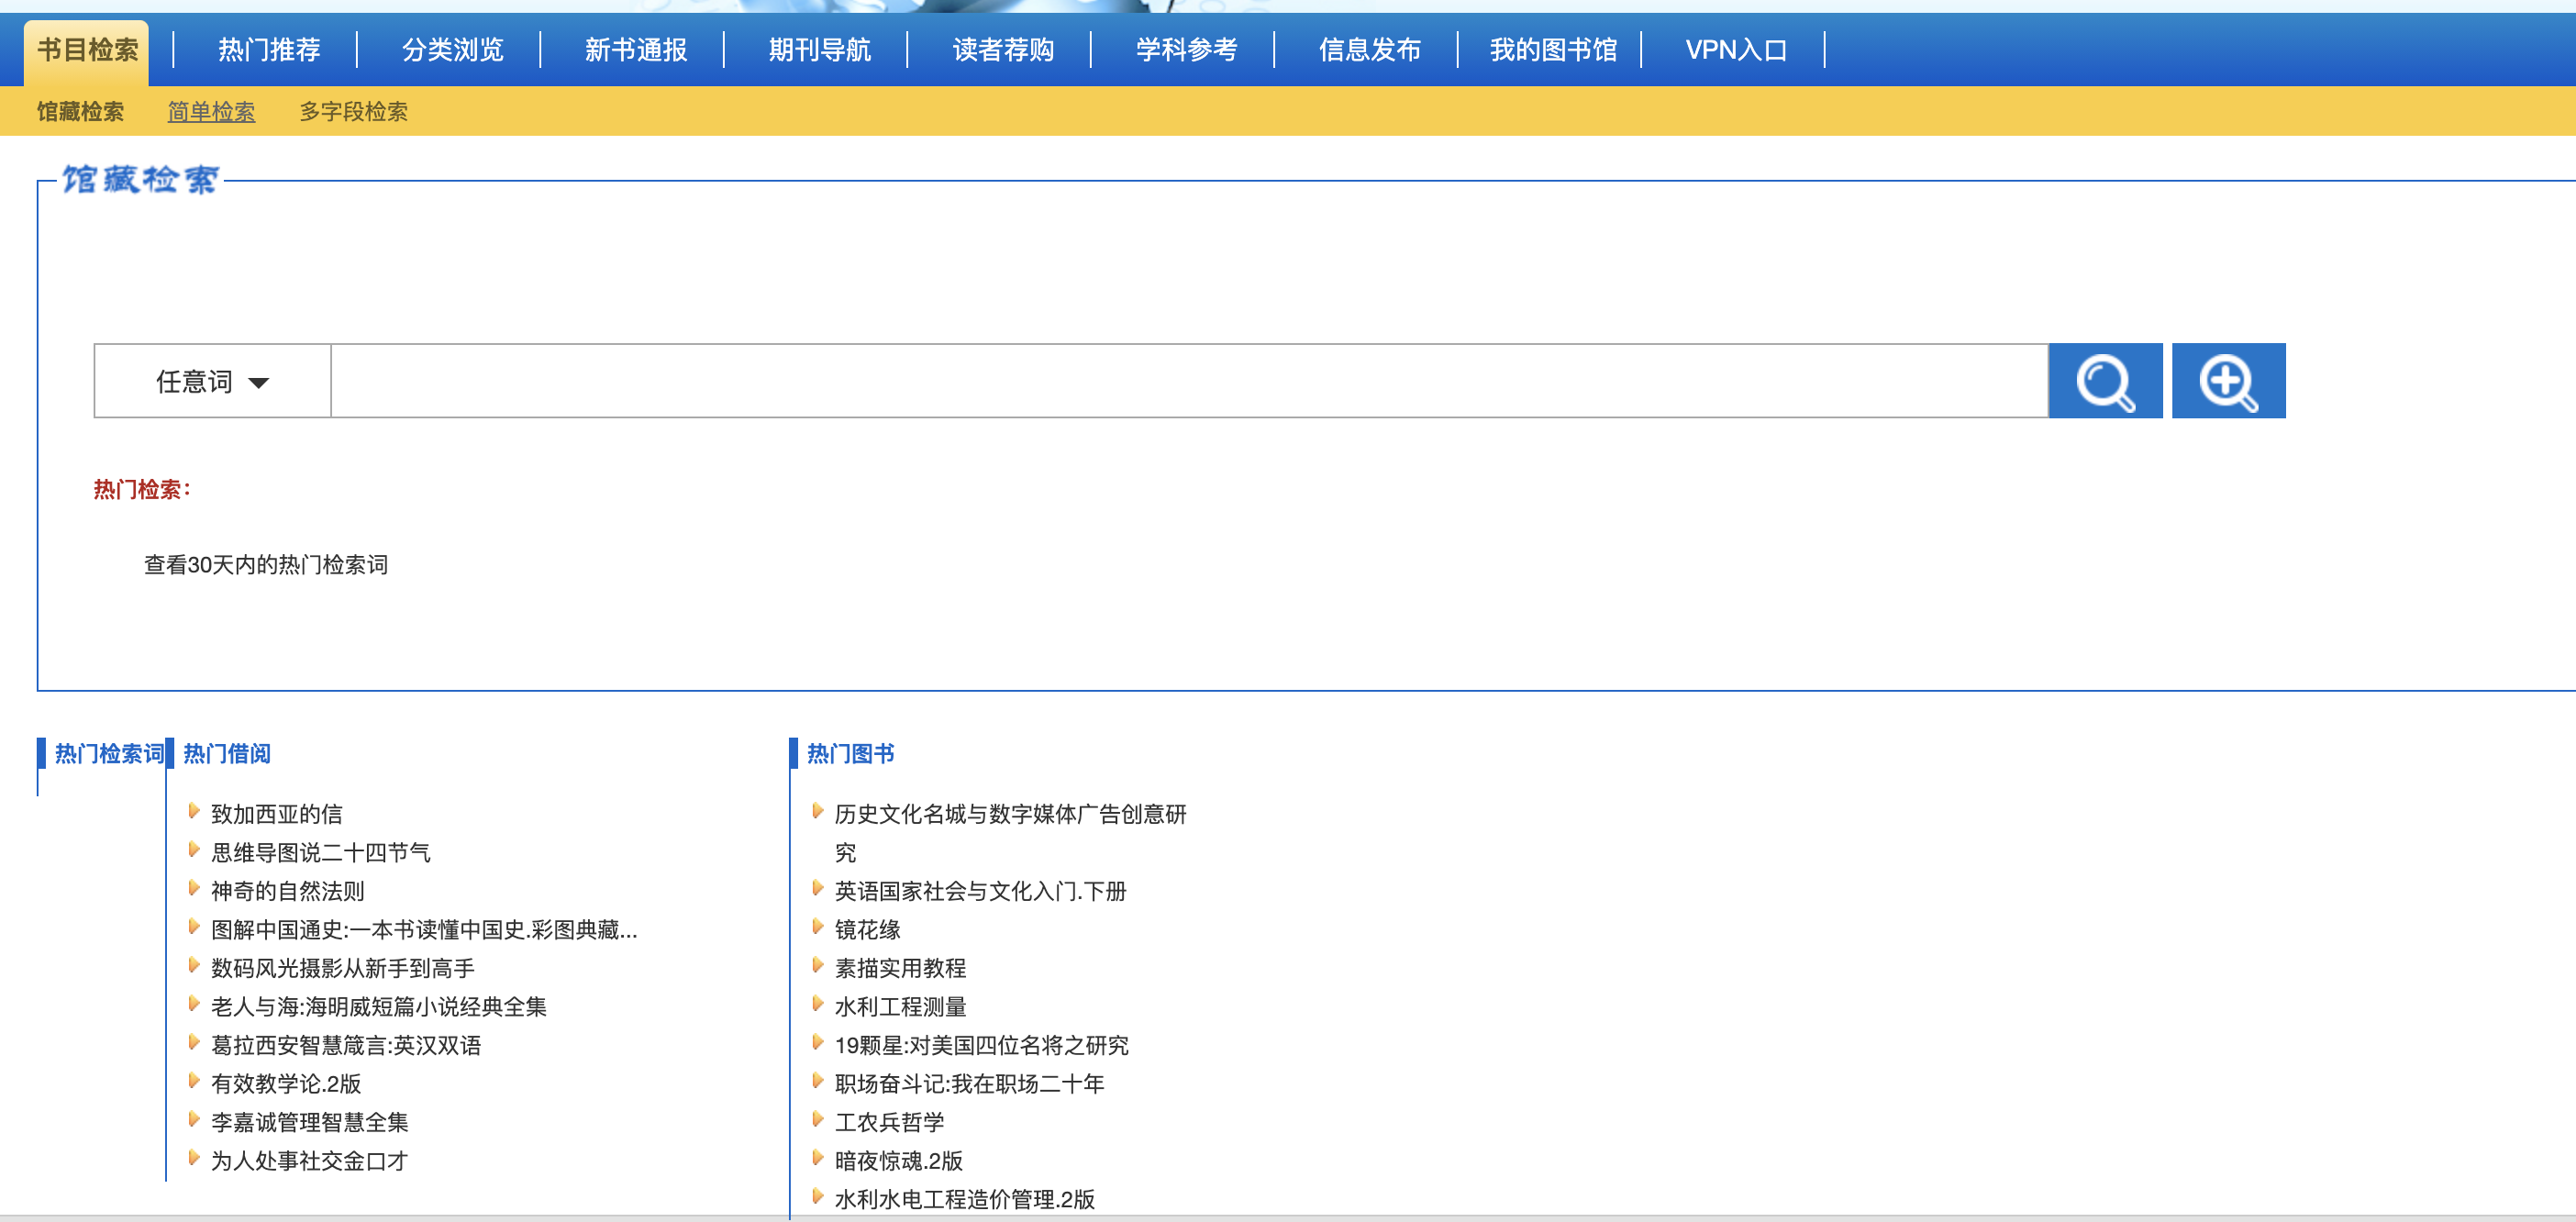 书目检索 热门推荐 分类浏览 新书通报 期刊导航 读者荐购 学科参考 信息发布 我的图书馆 VPN入口
馆藏检索 简单检索 多字段检索
馆藏检索
任意词
热门检索：
查看30天内的热门检索词
热门检索词
热门借阅
致加西亚的信
思维导图说二十四节气
神奇的自然法则
图解中国通史:一本书读懂中国史.彩图典藏...
数码风光摄影从新手到高手
老人与海:海明威短篇小说经典全集
葛拉西安智慧箴言:英汉双语
有效教学论.2版
李嘉诚管理智慧全集
为人处事社交金口才
热门图书
历史文化名城与数字媒体广告创意研
究
英语国家社会与文化入门.下册
镜花缘
素描实用教程
水利工程测量
19颗星:对美国四位名将之研究
职场奋斗记:我在职场二十年
工农兵哲学
暗夜惊魂.2版
水利水电工程造价管理.2版